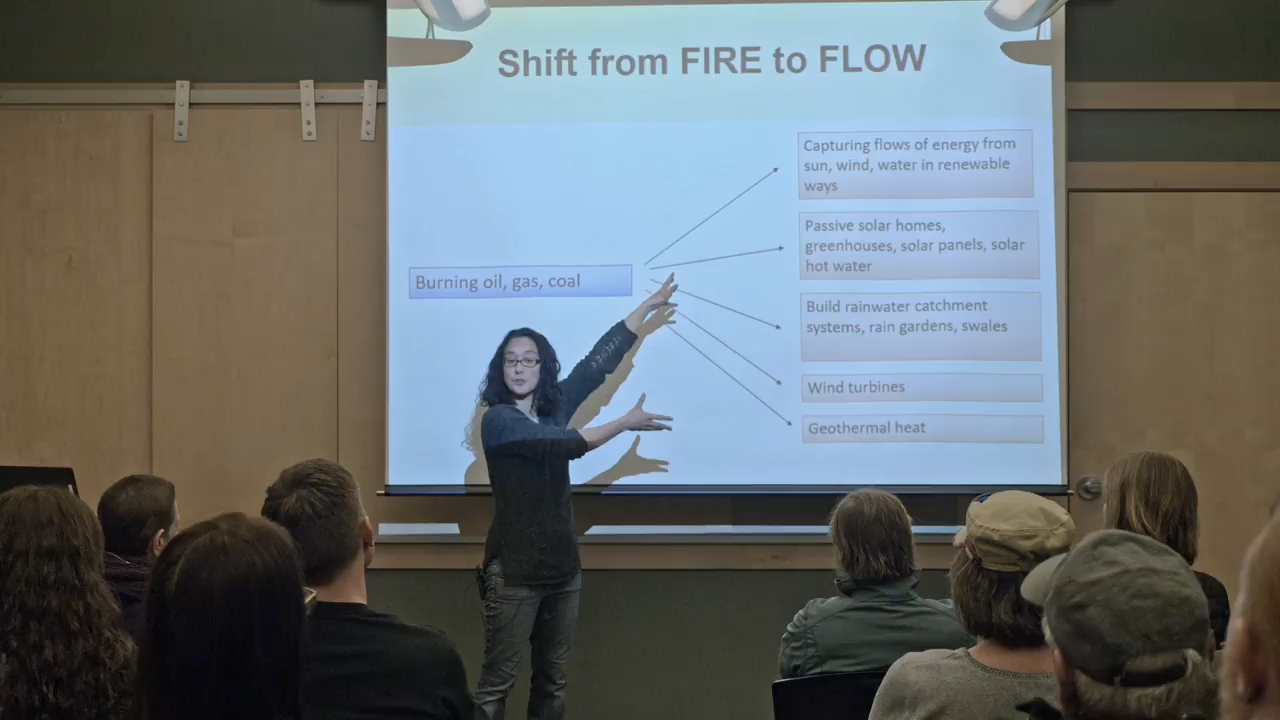 Shift from FIRE to FLOW
Burning oil, gas, coal
Capturing flows of energy from
sun, wind, water in renewable
ways
Passive solar homes,
greenhouses, solar panels, solar
hot water
Build rainwater catchment
systems, rain gardens, swales
Wind turbines
Geothermal heat